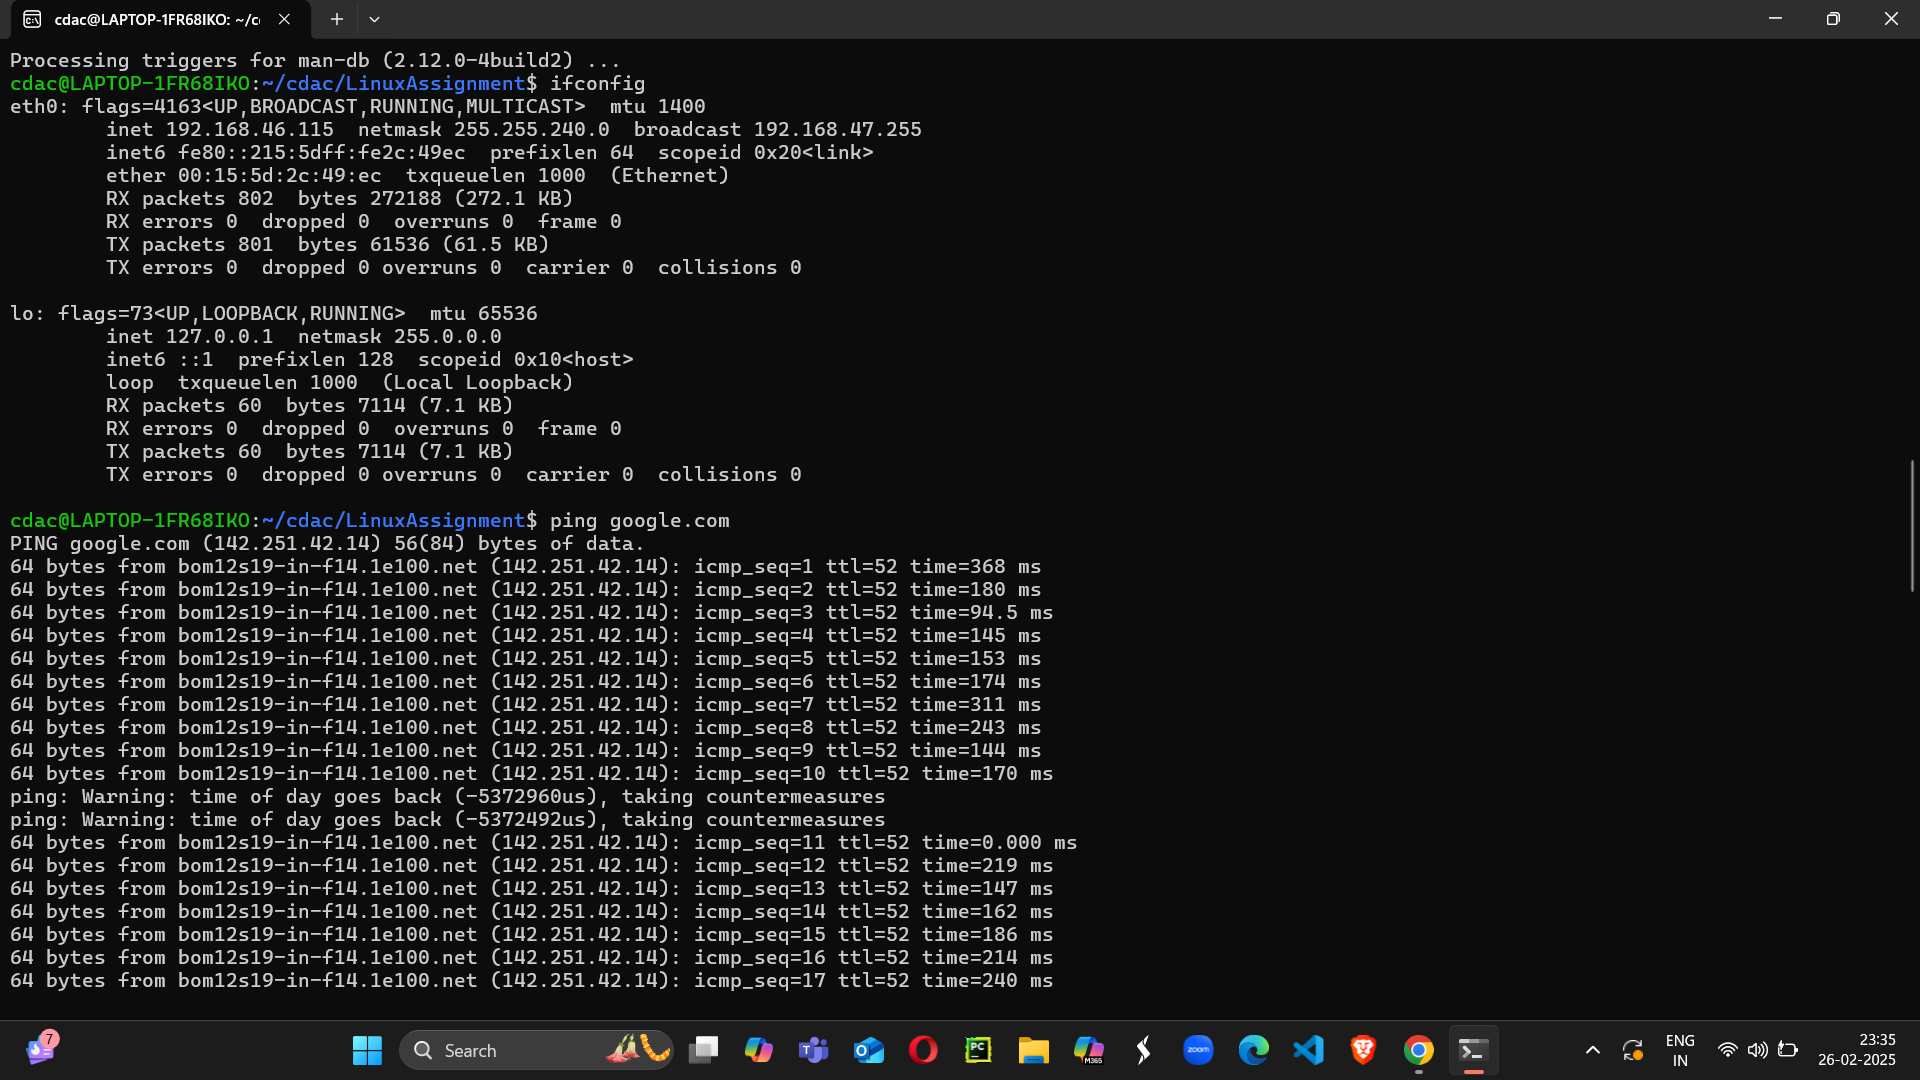 cdac@LAPTOP-1FR68IKO: ~/c
Processing triggers for man-db (2.12.0-4build2) ...
cdac@LAPTOP-1FR68IKO:~/cdac/LinuxAssignment$ ifconfig
eth0: flags=4163<UP,BROADCAST,RUNNING,MULTICAST>  mtu 1400
        inet 192.168.46.115  netmask 255.255.240.0  broadcast 192.168.47.255
        inet6 fe80::215:5dff:fe2c:49ec  prefixlen 64  scopeid 0x20<link>
        ether 00:15:5d:2c:49:ec  txqueuelen 1000  (Ethernet)
        RX packets 802  bytes 272188 (272.1 KB)
        RX errors 0  dropped 0  overruns 0  frame 0
        TX packets 801  bytes 61536 (61.5 KB)
        TX errors 0  dropped 0 overruns 0  carrier 0  collisions 0

lo: flags=73<UP,LOOPBACK,RUNNING>  mtu 65536
        inet 127.0.0.1  netmask 255.0.0.0
        inet6 ::1  prefixlen 128  scopeid 0x10<host>
        loop  txqueuelen 1000  (Local Loopback)
        RX packets 60  bytes 7114 (7.1 KB)
        RX errors 0  dropped 0  overruns 0  frame 0
        TX packets 60  bytes 7114 (7.1 KB)
        TX errors 0  dropped 0 overruns 0  carrier 0  collisions 0

cdac@LAPTOP-1FR68IKO:~/cdac/LinuxAssignment$ ping google.com
PING google.com (142.251.42.14) 56(84) bytes of data.
64 bytes from bom12s19-in-f14.1e100.net (142.251.42.14): icmp_seq=1 ttl=52 time=368 ms
64 bytes from bom12s19-in-f14.1e100.net (142.251.42.14): icmp_seq=2 ttl=52 time=180 ms
64 bytes from bom12s19-in-f14.1e100.net (142.251.42.14): icmp_seq=3 ttl=52 time=94.5 ms
64 bytes from bom12s19-in-f14.1e100.net (142.251.42.14): icmp_seq=4 ttl=52 time=145 ms
64 bytes from bom12s19-in-f14.1e100.net (142.251.42.14): icmp_seq=5 ttl=52 time=153 ms
64 bytes from bom12s19-in-f14.1e100.net (142.251.42.14): icmp_seq=6 ttl=52 time=174 ms
64 bytes from bom12s19-in-f14.1e100.net (142.251.42.14): icmp_seq=7 ttl=52 time=311 ms
64 bytes from bom12s19-in-f14.1e100.net (142.251.42.14): icmp_seq=8 ttl=52 time=243 ms
64 bytes from bom12s19-in-f14.1e100.net (142.251.42.14): icmp_seq=9 ttl=52 time=144 ms
64 bytes from bom12s19-in-f14.1e100.net (142.251.42.14): icmp_seq=10 ttl=52 time=170 ms
ping: Warning: time of day goes back (-5372960us), taking countermeasures
ping: Warning: time of day goes back (-5372492us), taking countermeasures
64 bytes from bom12s19-in-f14.1e100.net (142.251.42.14): icmp_seq=11 ttl=52 time=0.000 ms
64 bytes from bom12s19-in-f14.1e100.net (142.251.42.14): icmp_seq=12 ttl=52 time=219 ms
64 bytes from bom12s19-in-f14.1e100.net (142.251.42.14): icmp_seq=13 ttl=52 time=147 ms
64 bytes from bom12s19-in-f14.1e100.net (142.251.42.14): icmp_seq=14 ttl=52 time=162 ms
64 bytes from bom12s19-in-f14.1e100.net (142.251.42.14): icmp_seq=15 ttl=52 time=186 ms
64 bytes from bom12s19-in-f14.1e100.net (142.251.42.14): icmp_seq=16 ttl=52 time=214 ms
64 bytes from bom12s19-in-f14.1e100.net (142.251.42.14): icmp_seq=17 ttl=52 time=240 ms
7
Search
T
O
PC
M365
zoom
ENG
IN
23:35
26-02-2025